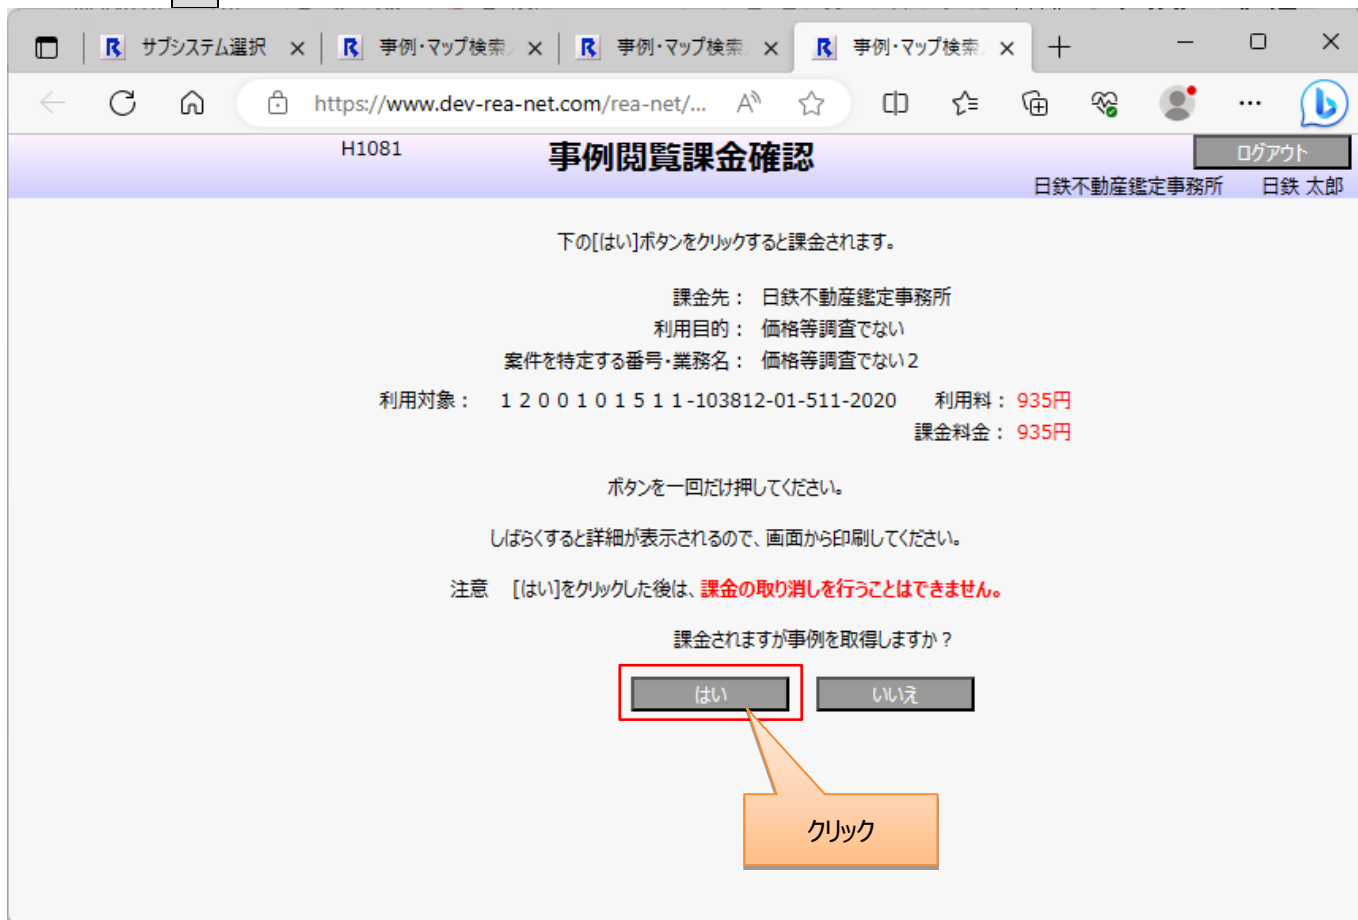 サブシステム選択 事例・マップ検索 事例・マップ検索 事例・マップ検索
https://www.dev-rea-net.com/rea-net/...
H1081 事例閲覧課金確認 ログアウト
日鉄不動産鑑定事務所 日鉄 太郎
下の[はい]ボタンをクリックすると課金されます。
課金先： 日鉄不動産鑑定事務所
利用目的： 価格等調査でない
案件を特定する番号・業務名： 価格等調査でない２
利用対象： １２００１０１５１１-103812-01-511-2020 利用料： 935円
課金料金： 935円
ボタンを一回だけ押してください。
しばらくすると詳細が表示されるので、画面から印刷してください。
注意 [はい]をクリックした後は、課金の取り消しを行うことはできません。
課金されますが事例を取得しますか？
はい いいえ
クリック